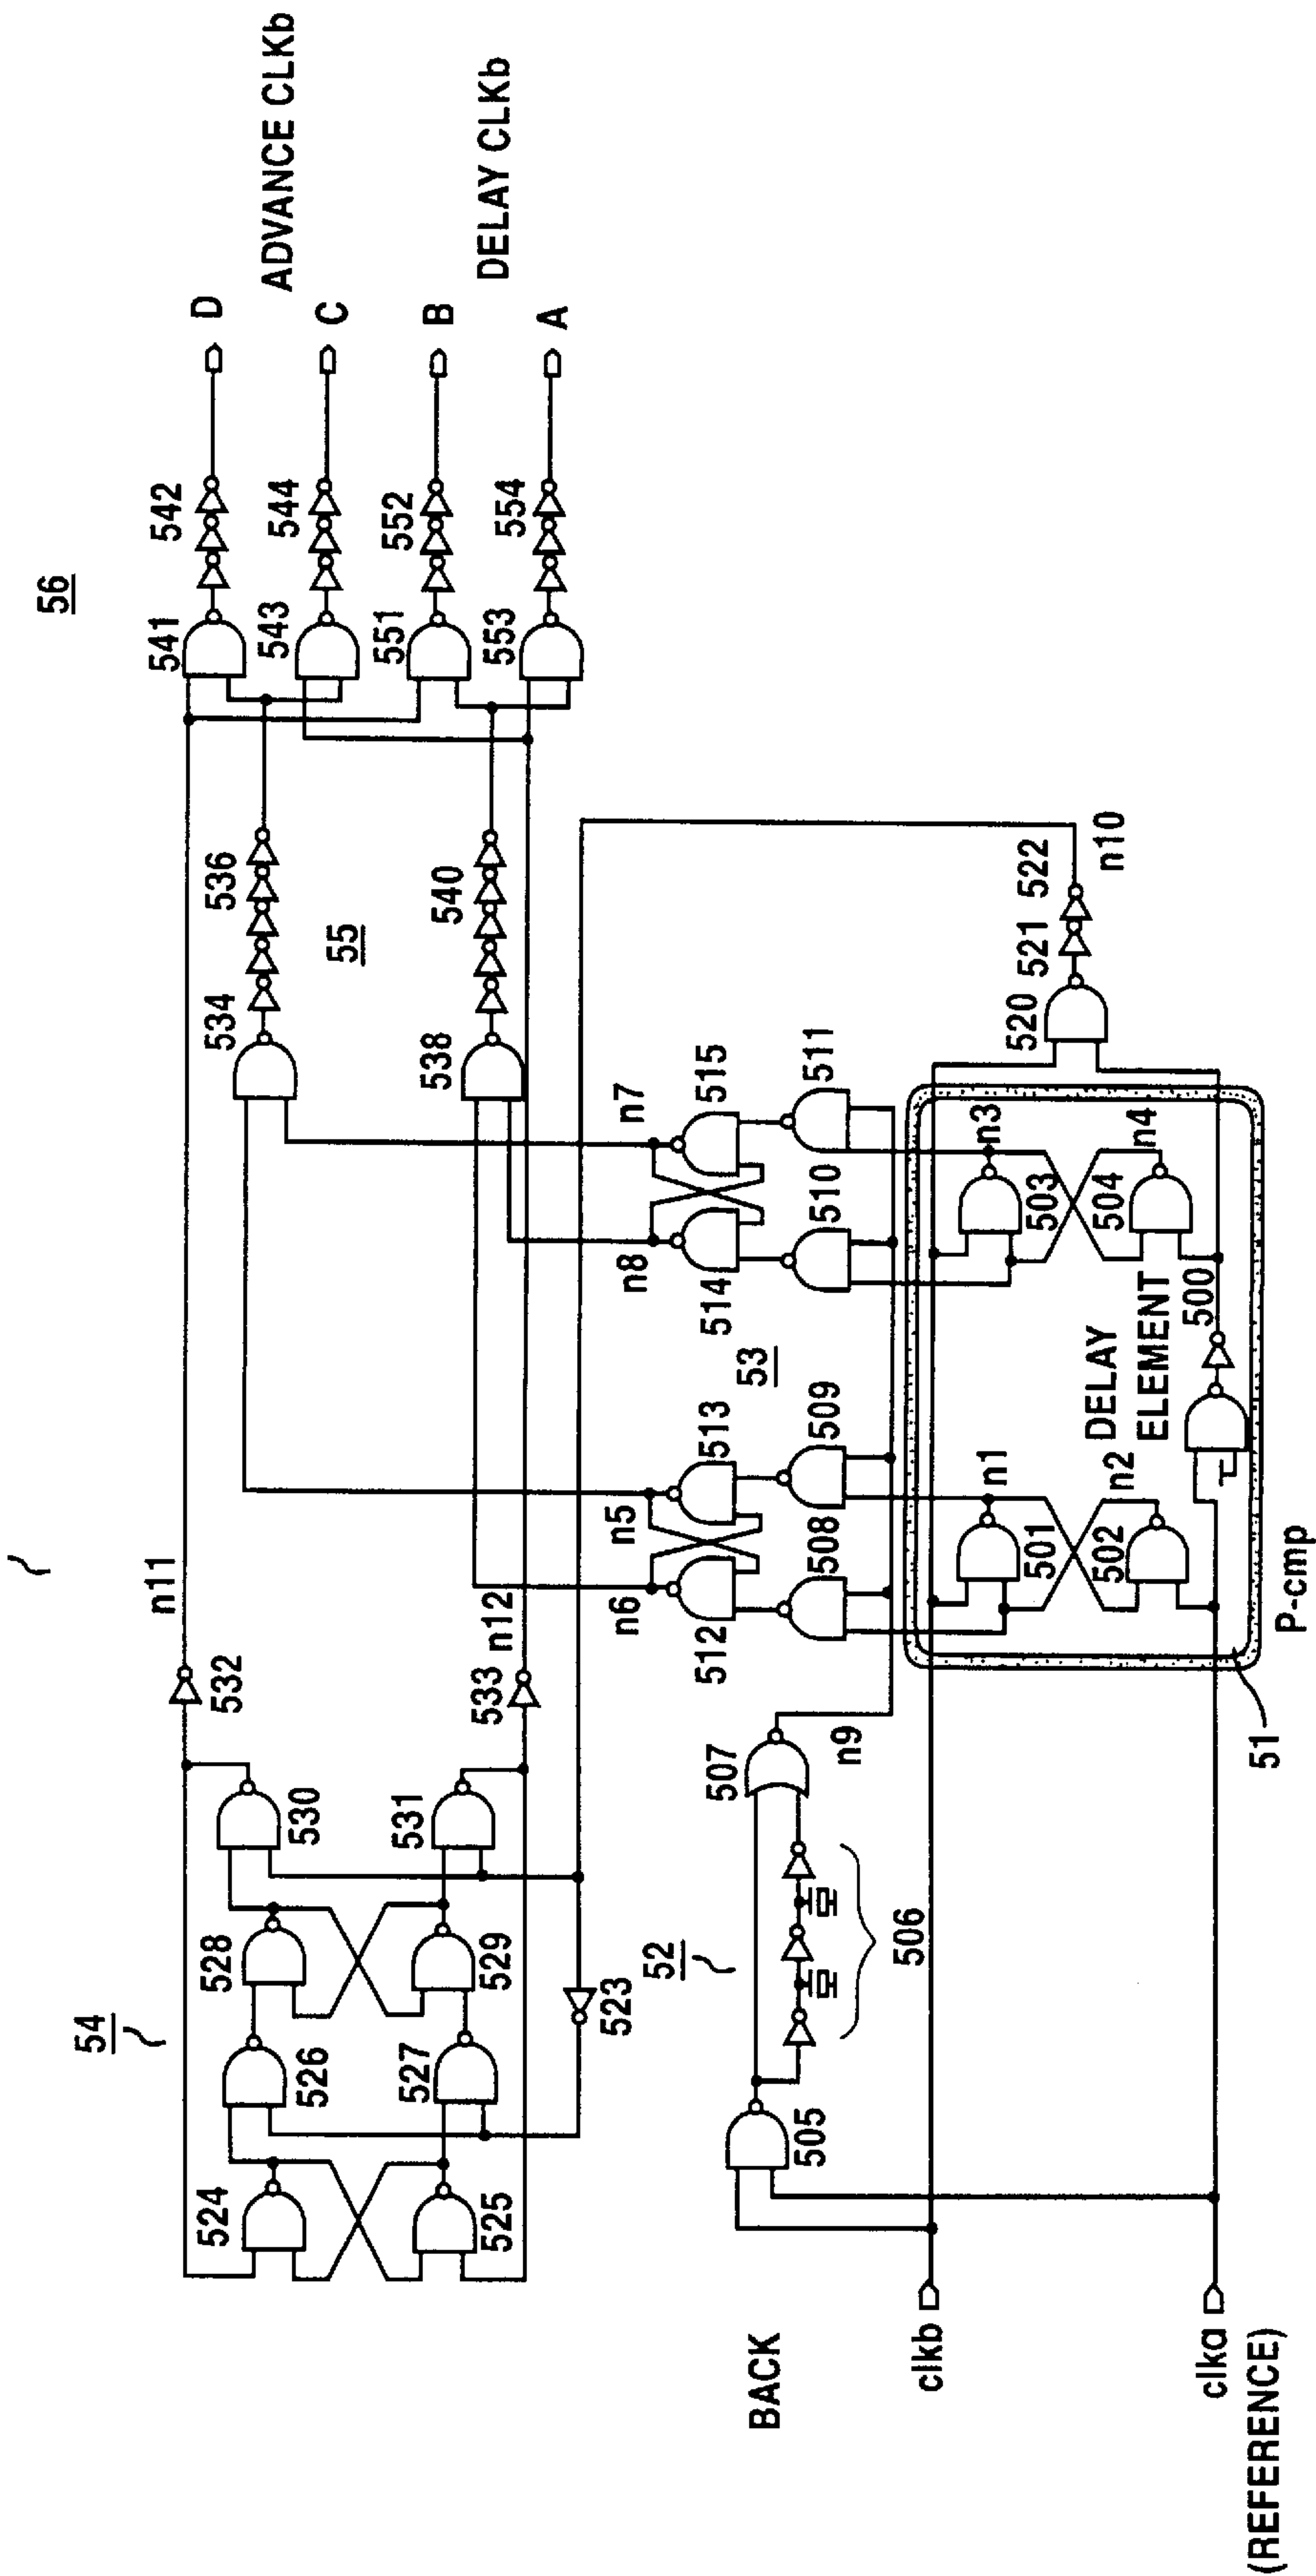 56
ADVANCE CLKb
DELAY CLKb
D
C
B
A
542
544
552
554
541
543
551
553
536
540
55
534
538
n11
n12
532
533
530
531
528
529
54
526
527
523
524
525
n7
n8
515
514
511
510
53
n5
n6
513
512
509
508
n10
522
521
520
n3
503
n4
504
DELAY
ELEMENT
500
n1
501
n2
502
P-cmp
51
n9
507
52
506
505
BACK
clkb
clka
(REFERENCE)